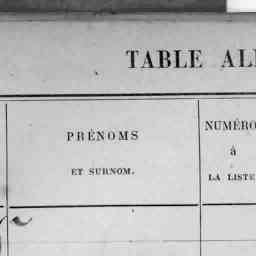 TABLE AL
PRÉNOMS
ET SURNOM.
NUMÉRO
à
LA LISTE